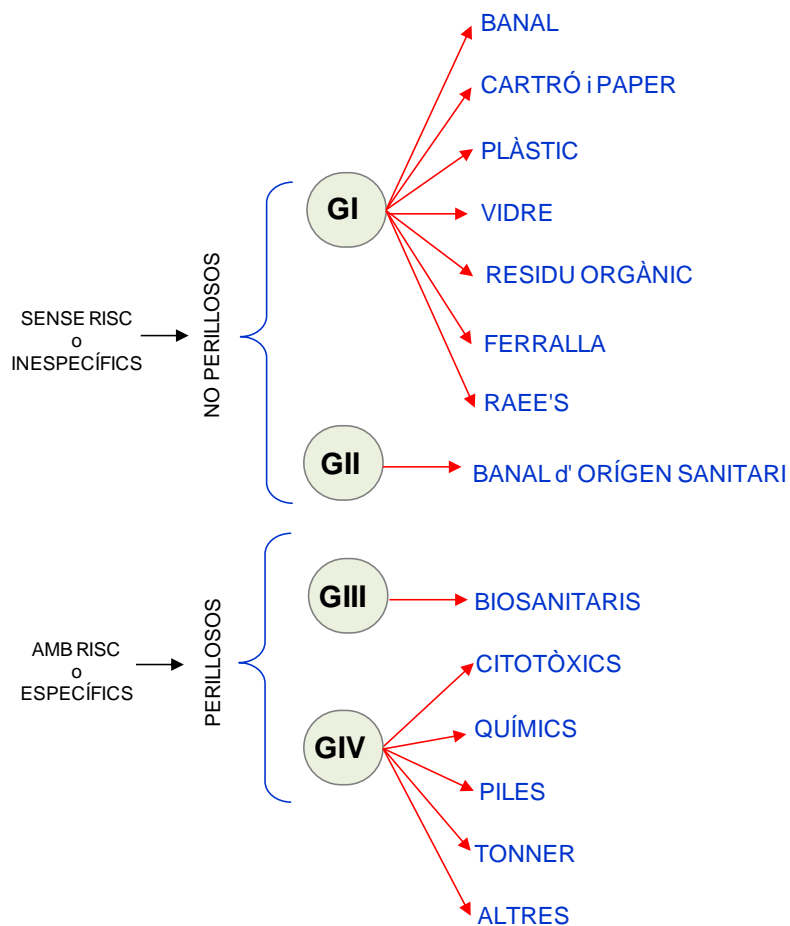 SENSE RISC
o
INESPECÍFICS
NO PERILLOSOS
GI
BANAL
CARTRÓ i PAPER
PLÀSTIC
VIDRE
RESIDU ORGÀNIC
FERRALLA
RAEE'S
GII
BANAL d' ORÍGEN SANITARI
AMB RISC
o
ESPECÍFICS
PERILLOSOS
GIII
BIOSANITARIS
GIV
CITOTÒXICS
QUÍMICS
PILES
TONNER
ALTRES